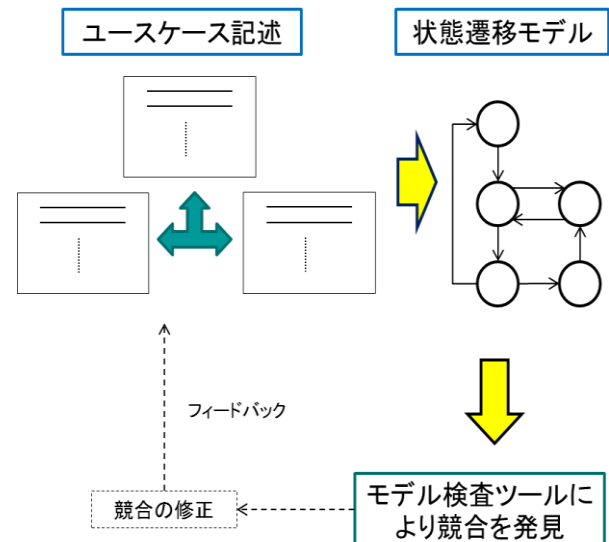 ユースケース記述
状態遷移モデル
フィードバック
競合の修正
モデル検査ツールに
より競合を発見